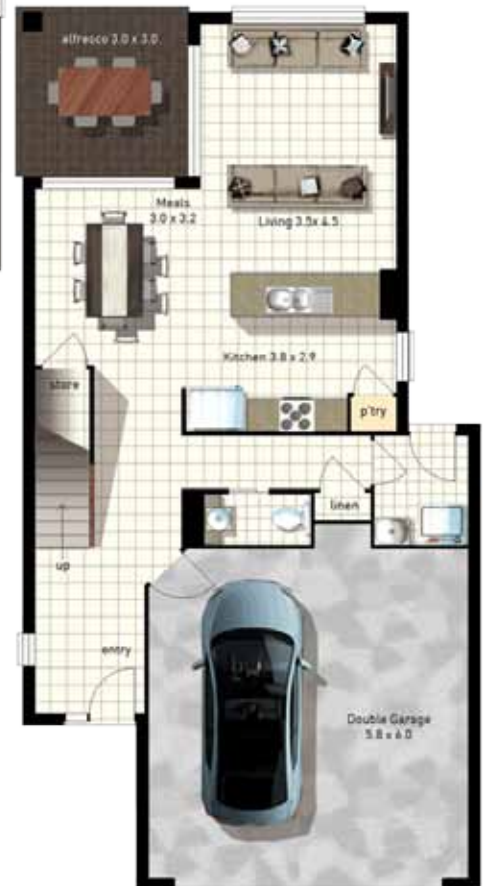 alfresco 3.0 x 3.0
Meals
3.0 x 3.2
Living 3.5x 4.5
Kitchen 3.8 x 2.9
store
p'try
linen
up
entry
Double Garage
5.8 x 6.0